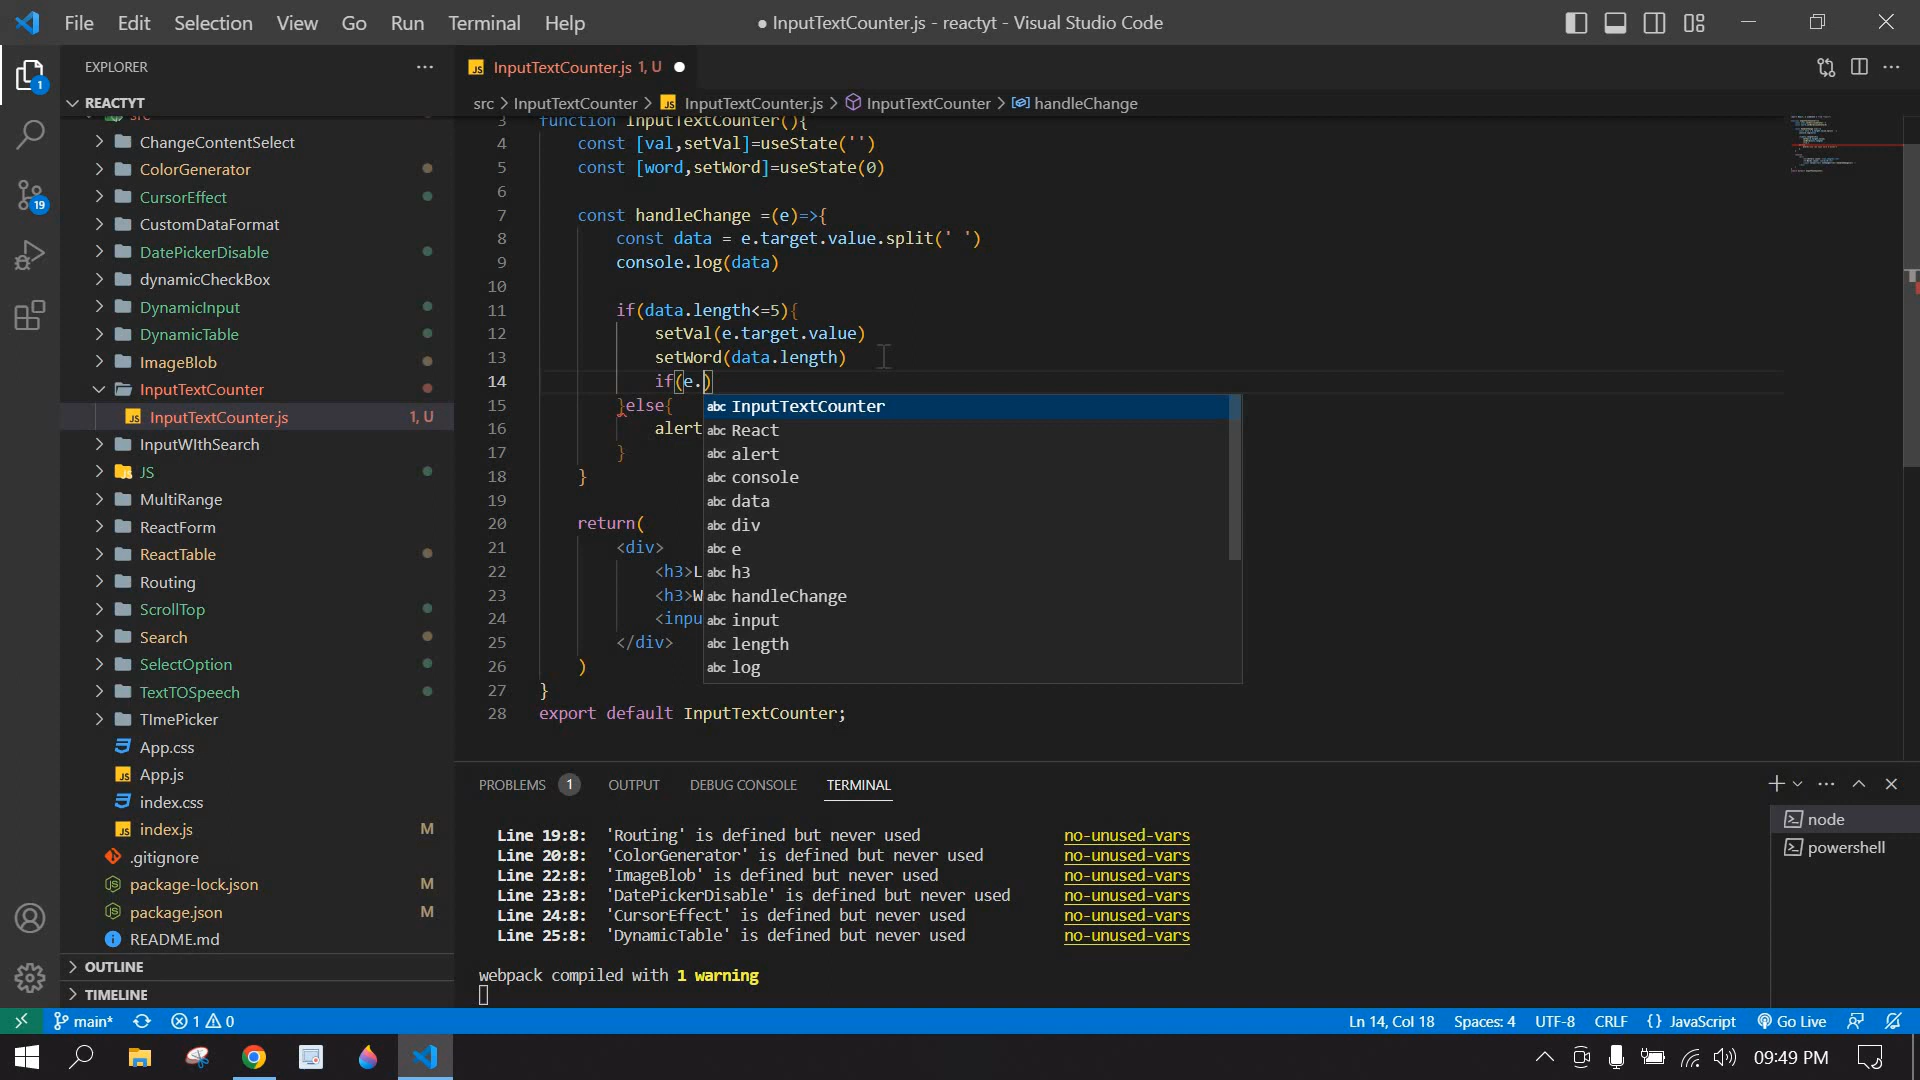 File Edit Selection View Go Run Terminal Help
● InputTextCounter.js - reactyt - Visual Studio Code
EXPLORER
REACTYT
src
ChangeContentSelect
ColorGenerator
CursorEffect
CustomDataFormat
DatePickerDisable
dynamicCheckBox
DynamicInput
DynamicTable
ImageBlob
InputTextCounter
InputTextCounter.js 1, U
InputWIthSearch
JS
MultiRange
ReactForm
ReactTable
Routing
ScrollTop
Search
SelectOption
TextTOSpeech
TImePicker
App.css
App.js
index.css
index.js M
.gitignore
package-lock.json M
package.json M
README.md
OUTLINE
TIMELINE
1
19
InputTextCounter.js 1, U ●
src > InputTextCounter > InputTextCounter.js > InputTextCounter > handleChange
3 function InputTextCounter(){
4 const [val,setVal]=useState('')
5 const [word,setWord]=useState(0)
6
7 const handleChange =(e)=>{
8 const data = e.target.value.split(' ')
9 console.log(data)
10
11 if(data.length<=5){
12 setVal(e.target.value)
13 setWord(data.length)
14 if(e.)
15 }else{
16 alert
17 }
18 }
19
20 return(
21 <div>
22 <h3>L
23 <h3>W
24 <inpu
25 </div>
26 )
27 }
28 export default InputTextCounter;
abc InputTextCounter
abc React
abc alert
abc console
abc data
abc div
abc e
abc h3
abc handleChange
abc input
abc length
abc log
PROBLEMS 1 OUTPUT DEBUG CONSOLE TERMINAL
Line 19:8: 'Routing' is defined but never used no-unused-vars
Line 20:8: 'ColorGenerator' is defined but never used no-unused-vars
Line 22:8: 'ImageBlob' is defined but never used no-unused-vars
Line 23:8: 'DatePickerDisable' is defined but never used no-unused-vars
Line 24:8: 'CursorEffect' is defined but never used no-unused-vars
Line 25:8: 'DynamicTable' is defined but never used no-unused-vars
webpack compiled with 1 warning
node
powershell
main* 1 0 Ln 14, Col 18 Spaces: 4 UTF-8 CRLF {} JavaScript Go Live
09:49 PM